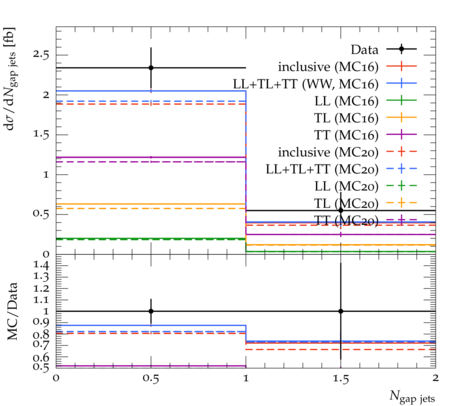 dσ/dN_gap jets [fb]
2.5
2
1.5
1
0.5
0
Data
inclusive (MC16)
LL+TL+TT (WW, MC16)
LL (MC16)
TL (MC16)
TT (MC16)
inclusive (MC20)
LL+TL+TT (MC20)
LL (MC20)
TL (MC20)
TT (MC20)
MC/Data
1.4
1.3
1.2
1.1
1
0.9
0.8
0.7
0.6
0.5
0 0.5 1 1.5 2
N_gap jets